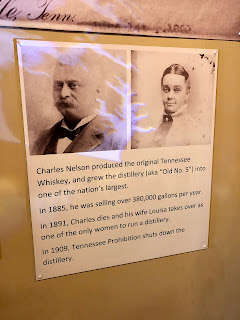 le, Tenn.
Charles Nelson produced the original Tennessee
Whiskey, and grew the distillery (aka "Old No. 5") into
one of the nation's largest.
In 1885, he was selling over 380,000 gallons per year.
In 1891, Charles dies and his wife Louisa takes over as
one of the only women to run a distillery.
In 1909, Tennessee Prohibition shuts down the
distillery.